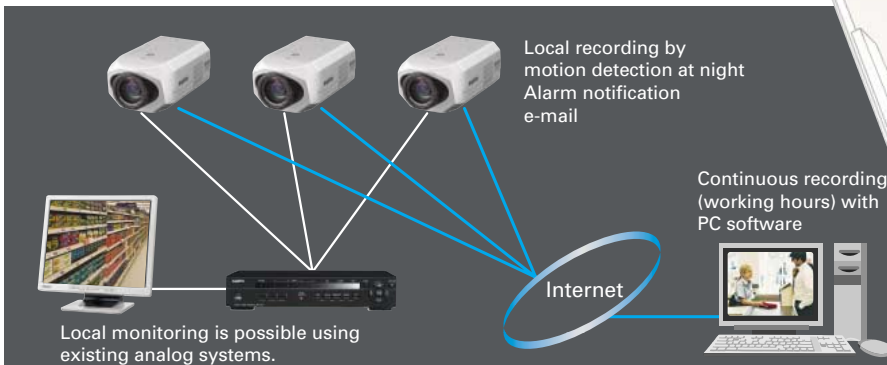 Local recording by
motion detection at night
Alarm notification
e-mail
Continuous recording
(working hours) with
PC software
Internet
Local monitoring is possible using
existing analog systems.